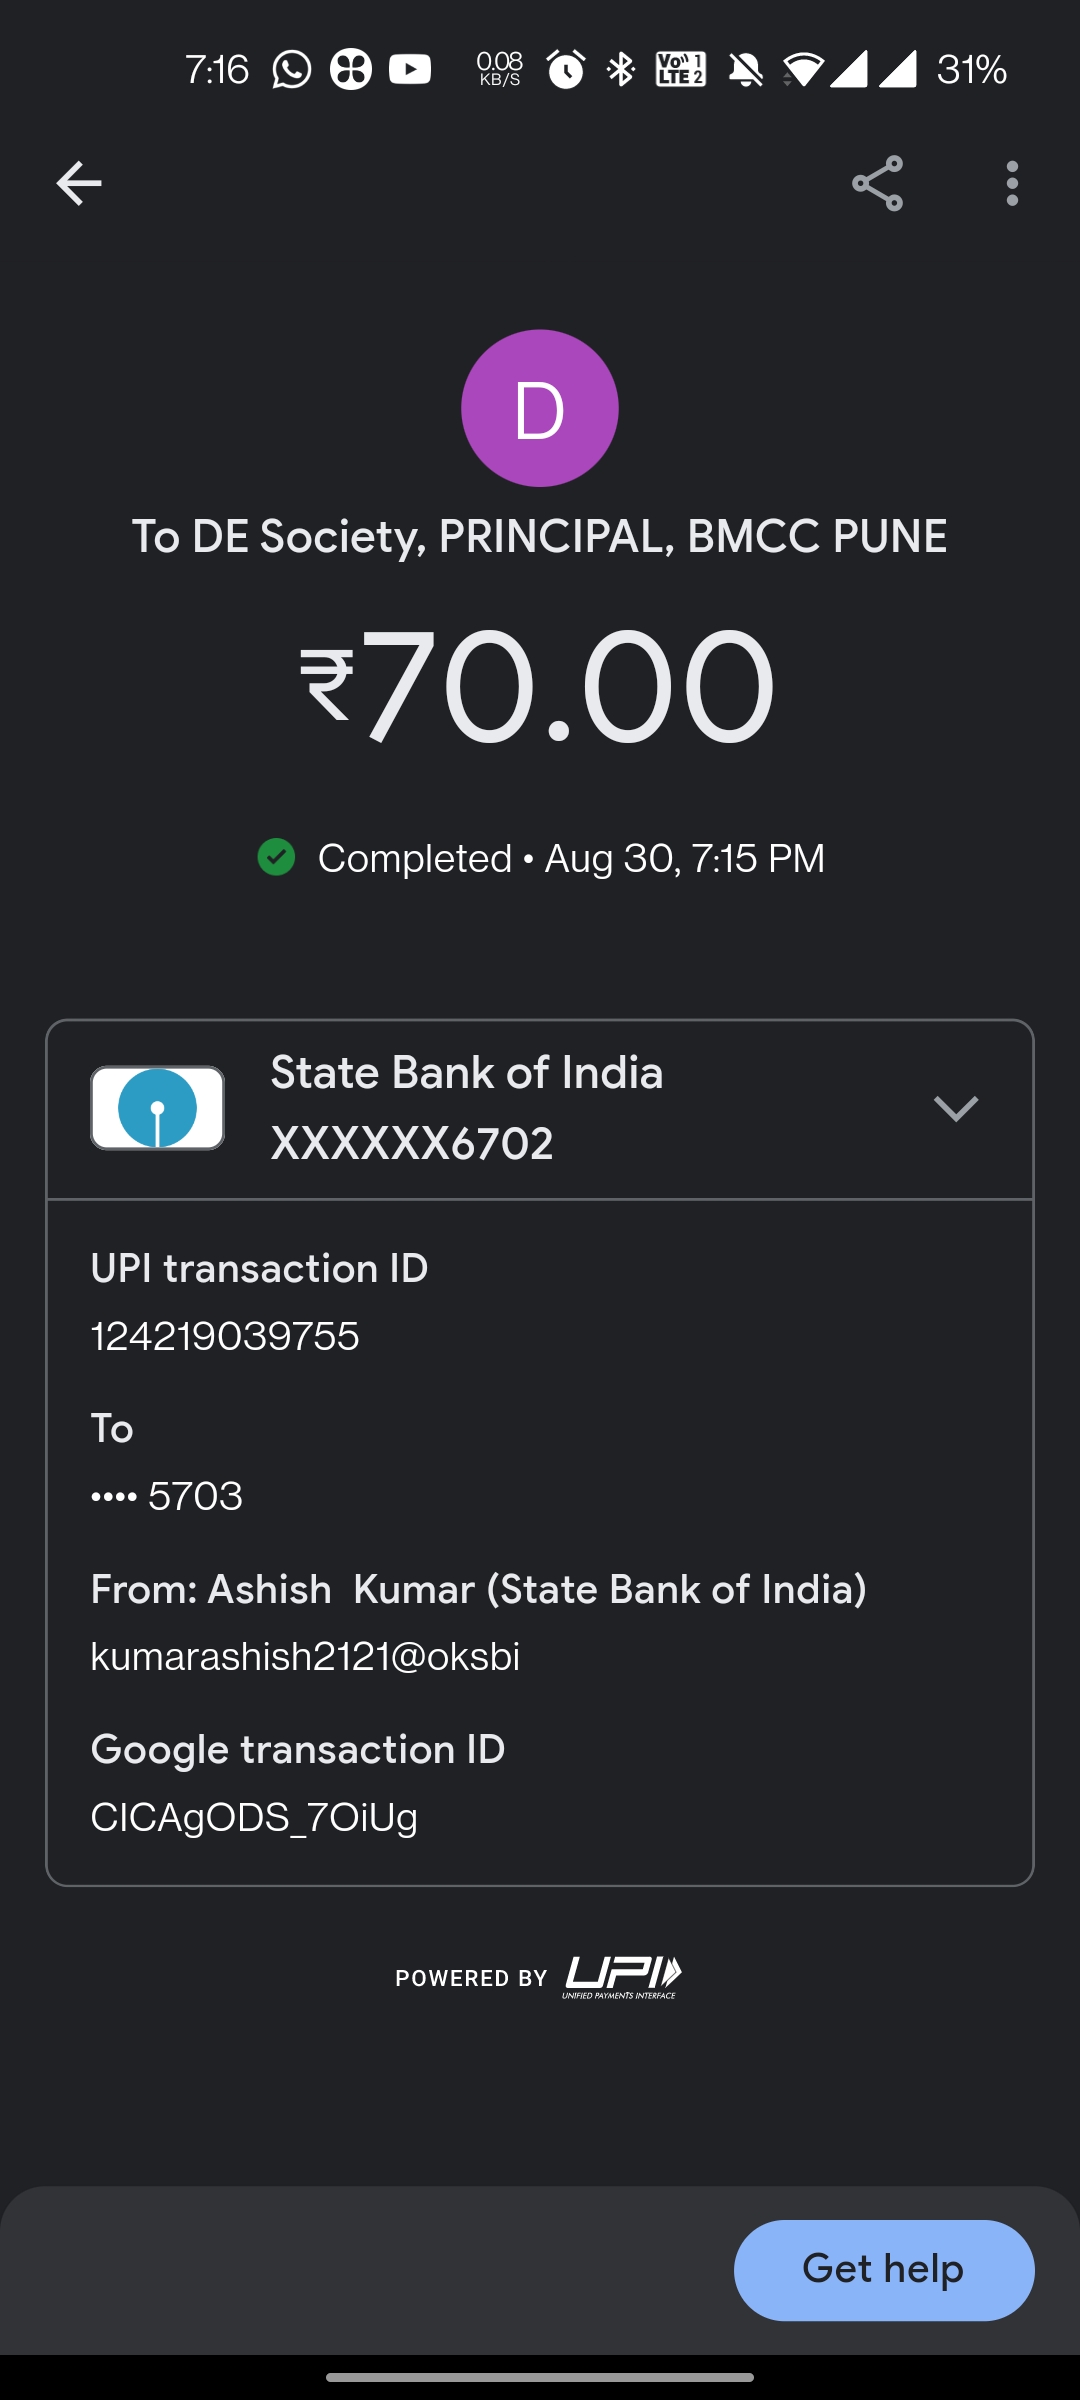 7:16 0.08 KB/S Vo) 1 LTE 2 31%
D
To DE Society, PRINCIPAL, BMCC PUNE
₹70.00
Completed • Aug 30, 7:15 PM
State Bank of India
XXXXXX6702
UPI transaction ID
124219039755
To
•••• 5703
From: Ashish  Kumar (State Bank of India)
kumarashish2121@oksbi
Google transaction ID
CICAgODS_7OiUg
POWERED BY UPI
UNIFIED PAYMENTS INTERFACE
Get help